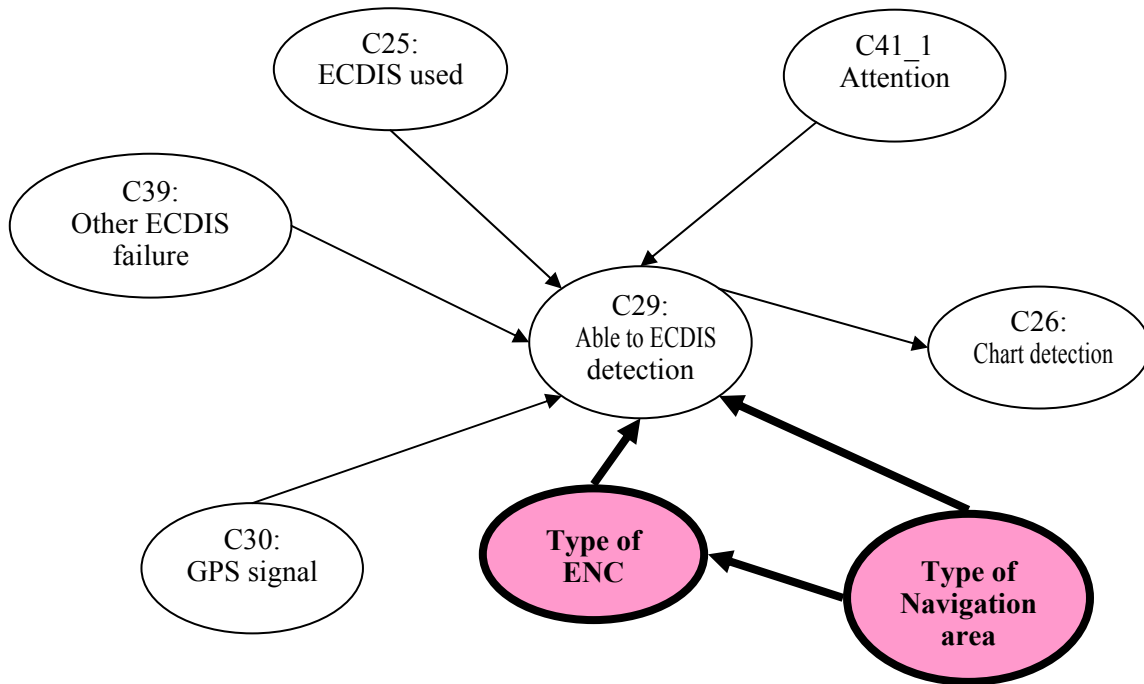 C25:
ECDIS used
C41_1
Attention
C39:
Other ECDIS
failure
C29:
Able to ECDIS
detection
C26:
Chart detection
C30:
GPS signal
Type of
ENC
Type of
Navigation
area